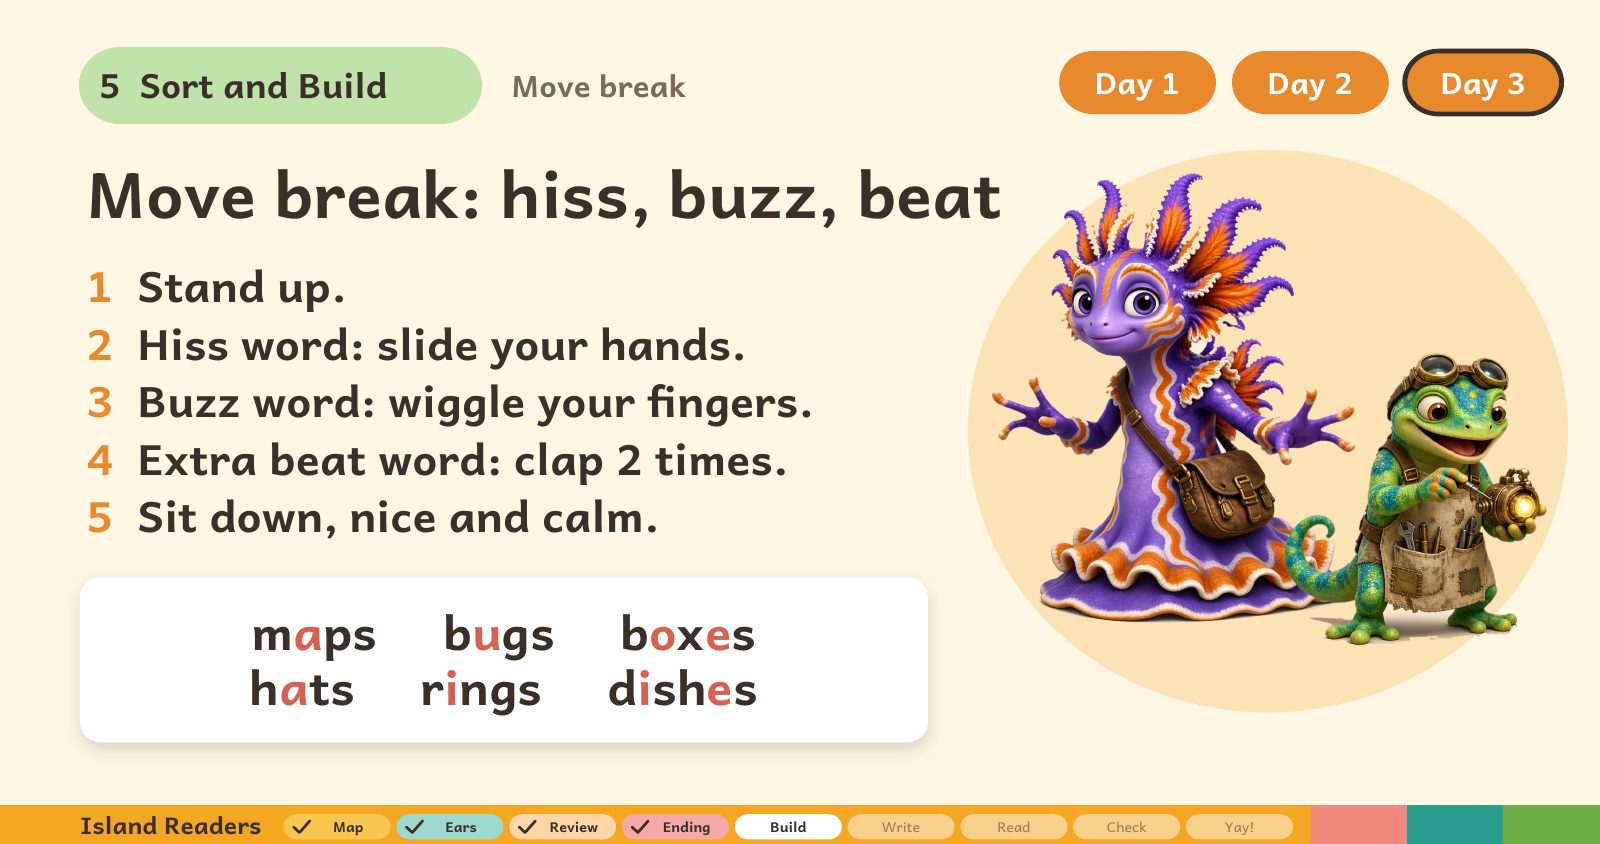 5 Sort and Build
Move break
Day 1
Day 2
Day 3
Move break: hiss, buzz, beat
1 Stand up.
2 Hiss word: slide your hands.
3 Buzz word: wiggle your fingers.
4 Extra beat word: clap 2 times.
5 Sit down, nice and calm.
maps bugs boxes
hats rings dishes
Island Readers
Map
Ears
Review
Ending
Build
Write
Read
Check
Yay!